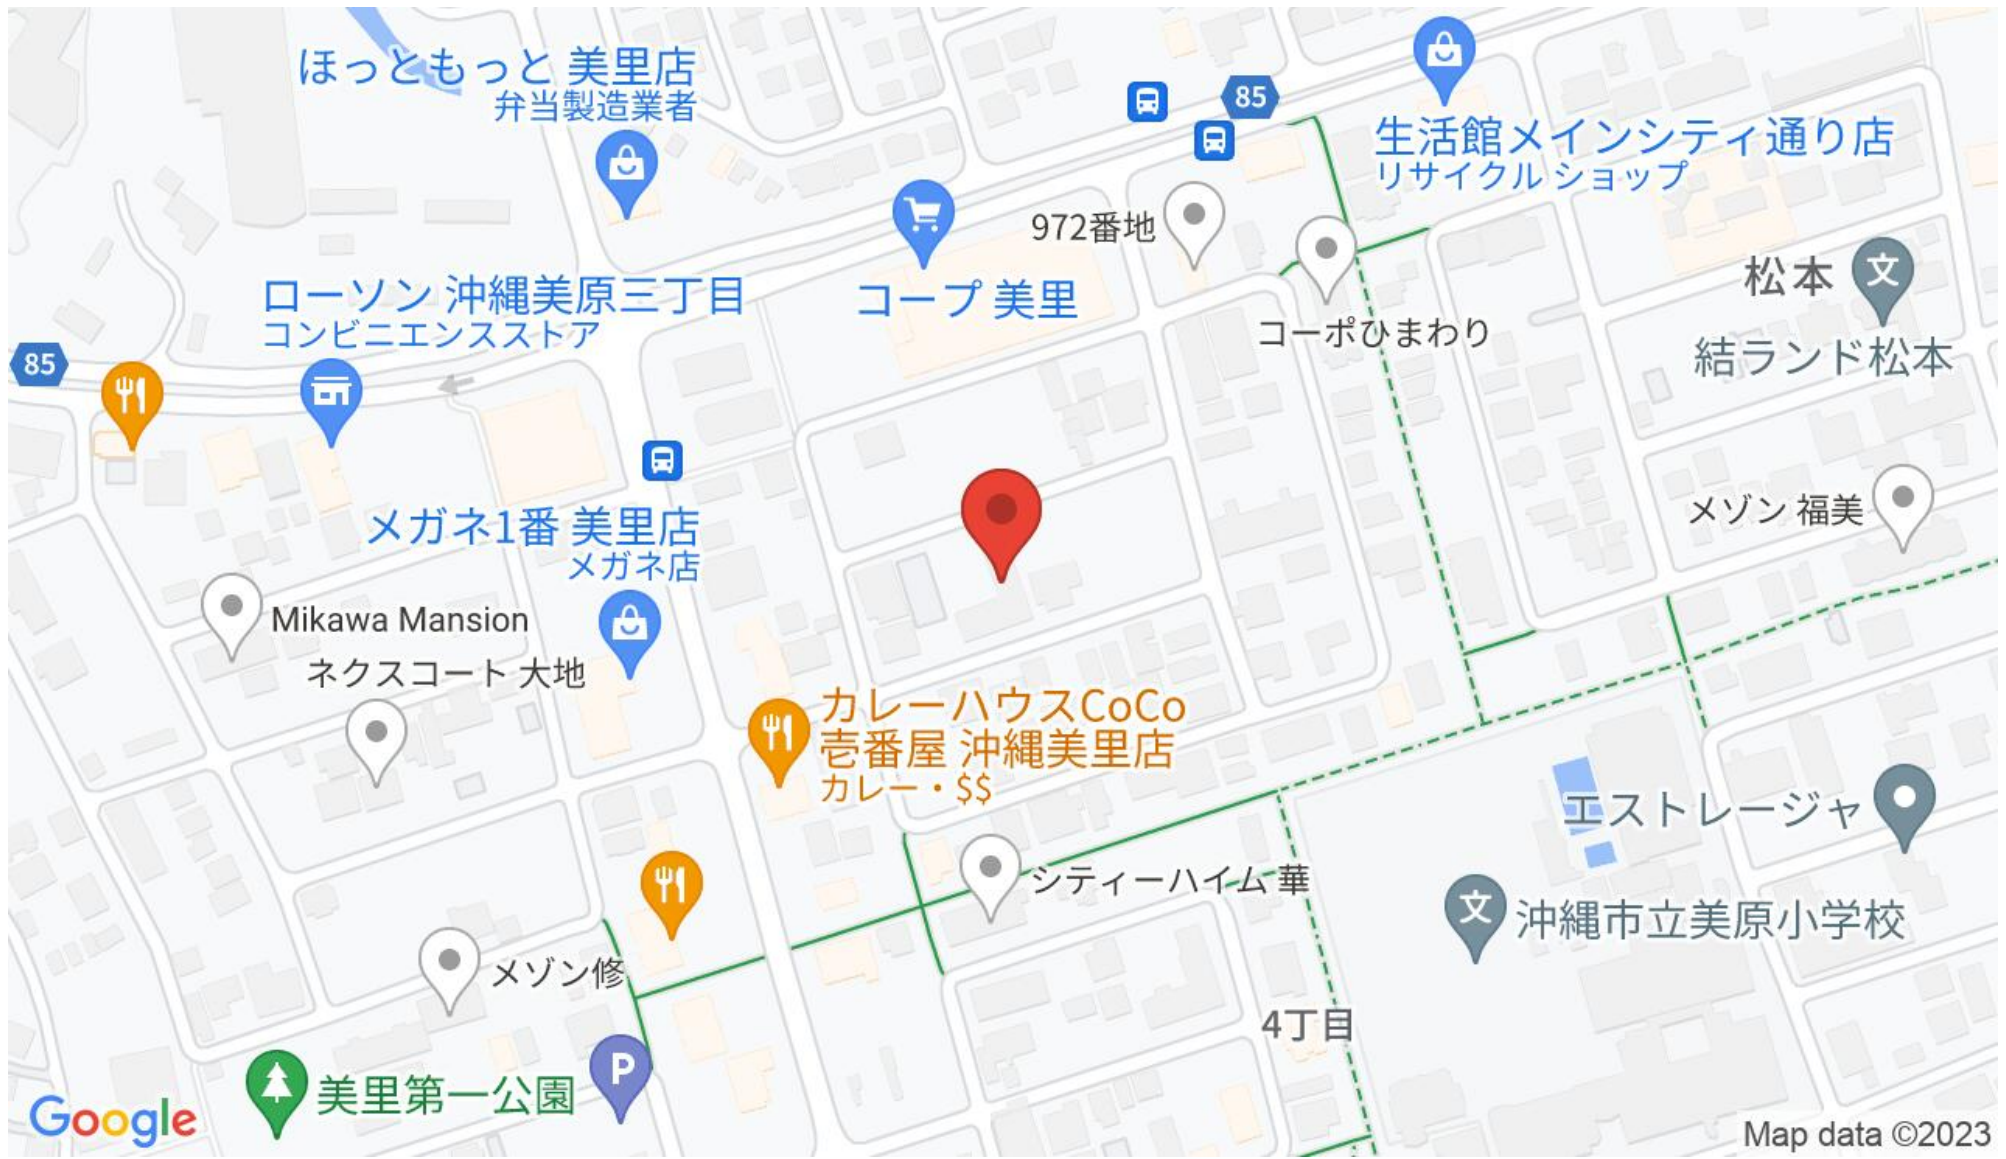 ほっともっと 美里店
弁当製造業者
85
生活館メインシティ通り店
リサイクル ショップ
972番地
コープ 美里
ローソン 沖縄美原三丁目
コンビニエンスストア
コーポひまわり
松本
文
結ランド松本
85
メゾン 福美
メガネ1番 美里店
メガネ店
Mikawa Mansion
ネクスコート 大地
カレーハウスCoCo
壱番屋 沖縄美里店
カレー・$$
エストレージャ
シティーハイム 華
文
沖縄市立美原小学校
メゾン修
4丁目
P
美里第一公園
Google
Map data ©2023